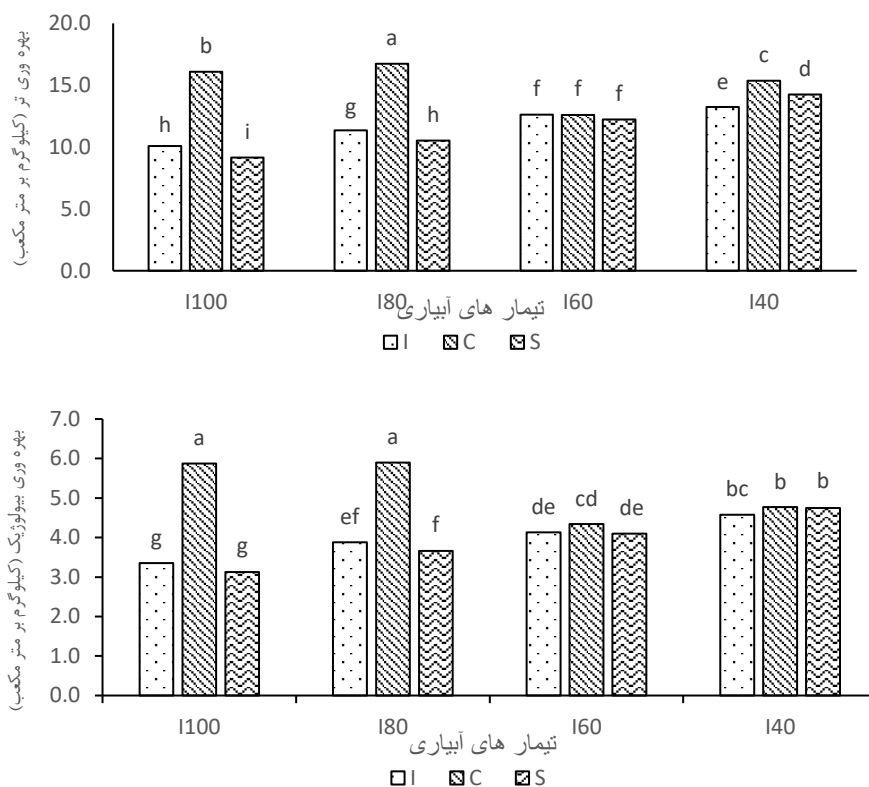 بهره وری تر (کیلوگرم بر متر مکعب)
20.0
15.0
10.0
5.0
0.0
h b i
g a h
f f f
e c d
I100 I80 I60 I40
تیمار های آبیاری
I C S
بهره وری بیولوژیک (کیلوگرم بر متر مکعب)
7.0
6.0
5.0
4.0
3.0
2.0
1.0
0.0
g a g
ef a f
de cd de
bc b b
I100 I80 I60 I40
تیمار های آبیاری
I C S